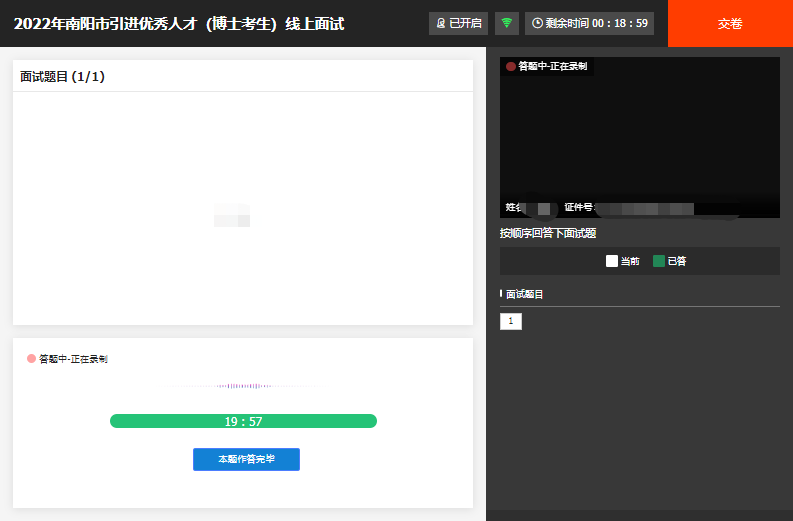 2022年南阳市引进优秀人才（博士考生）线上面试
已开启
剩余时间 00 : 18 : 59
交卷
面试题目 (1/1)
答题中-正在录制
姓名
证件号:
按顺序回答下面试题
当前
已答
面试题目
1
答题中-正在录制
19 : 57
本题作答完毕